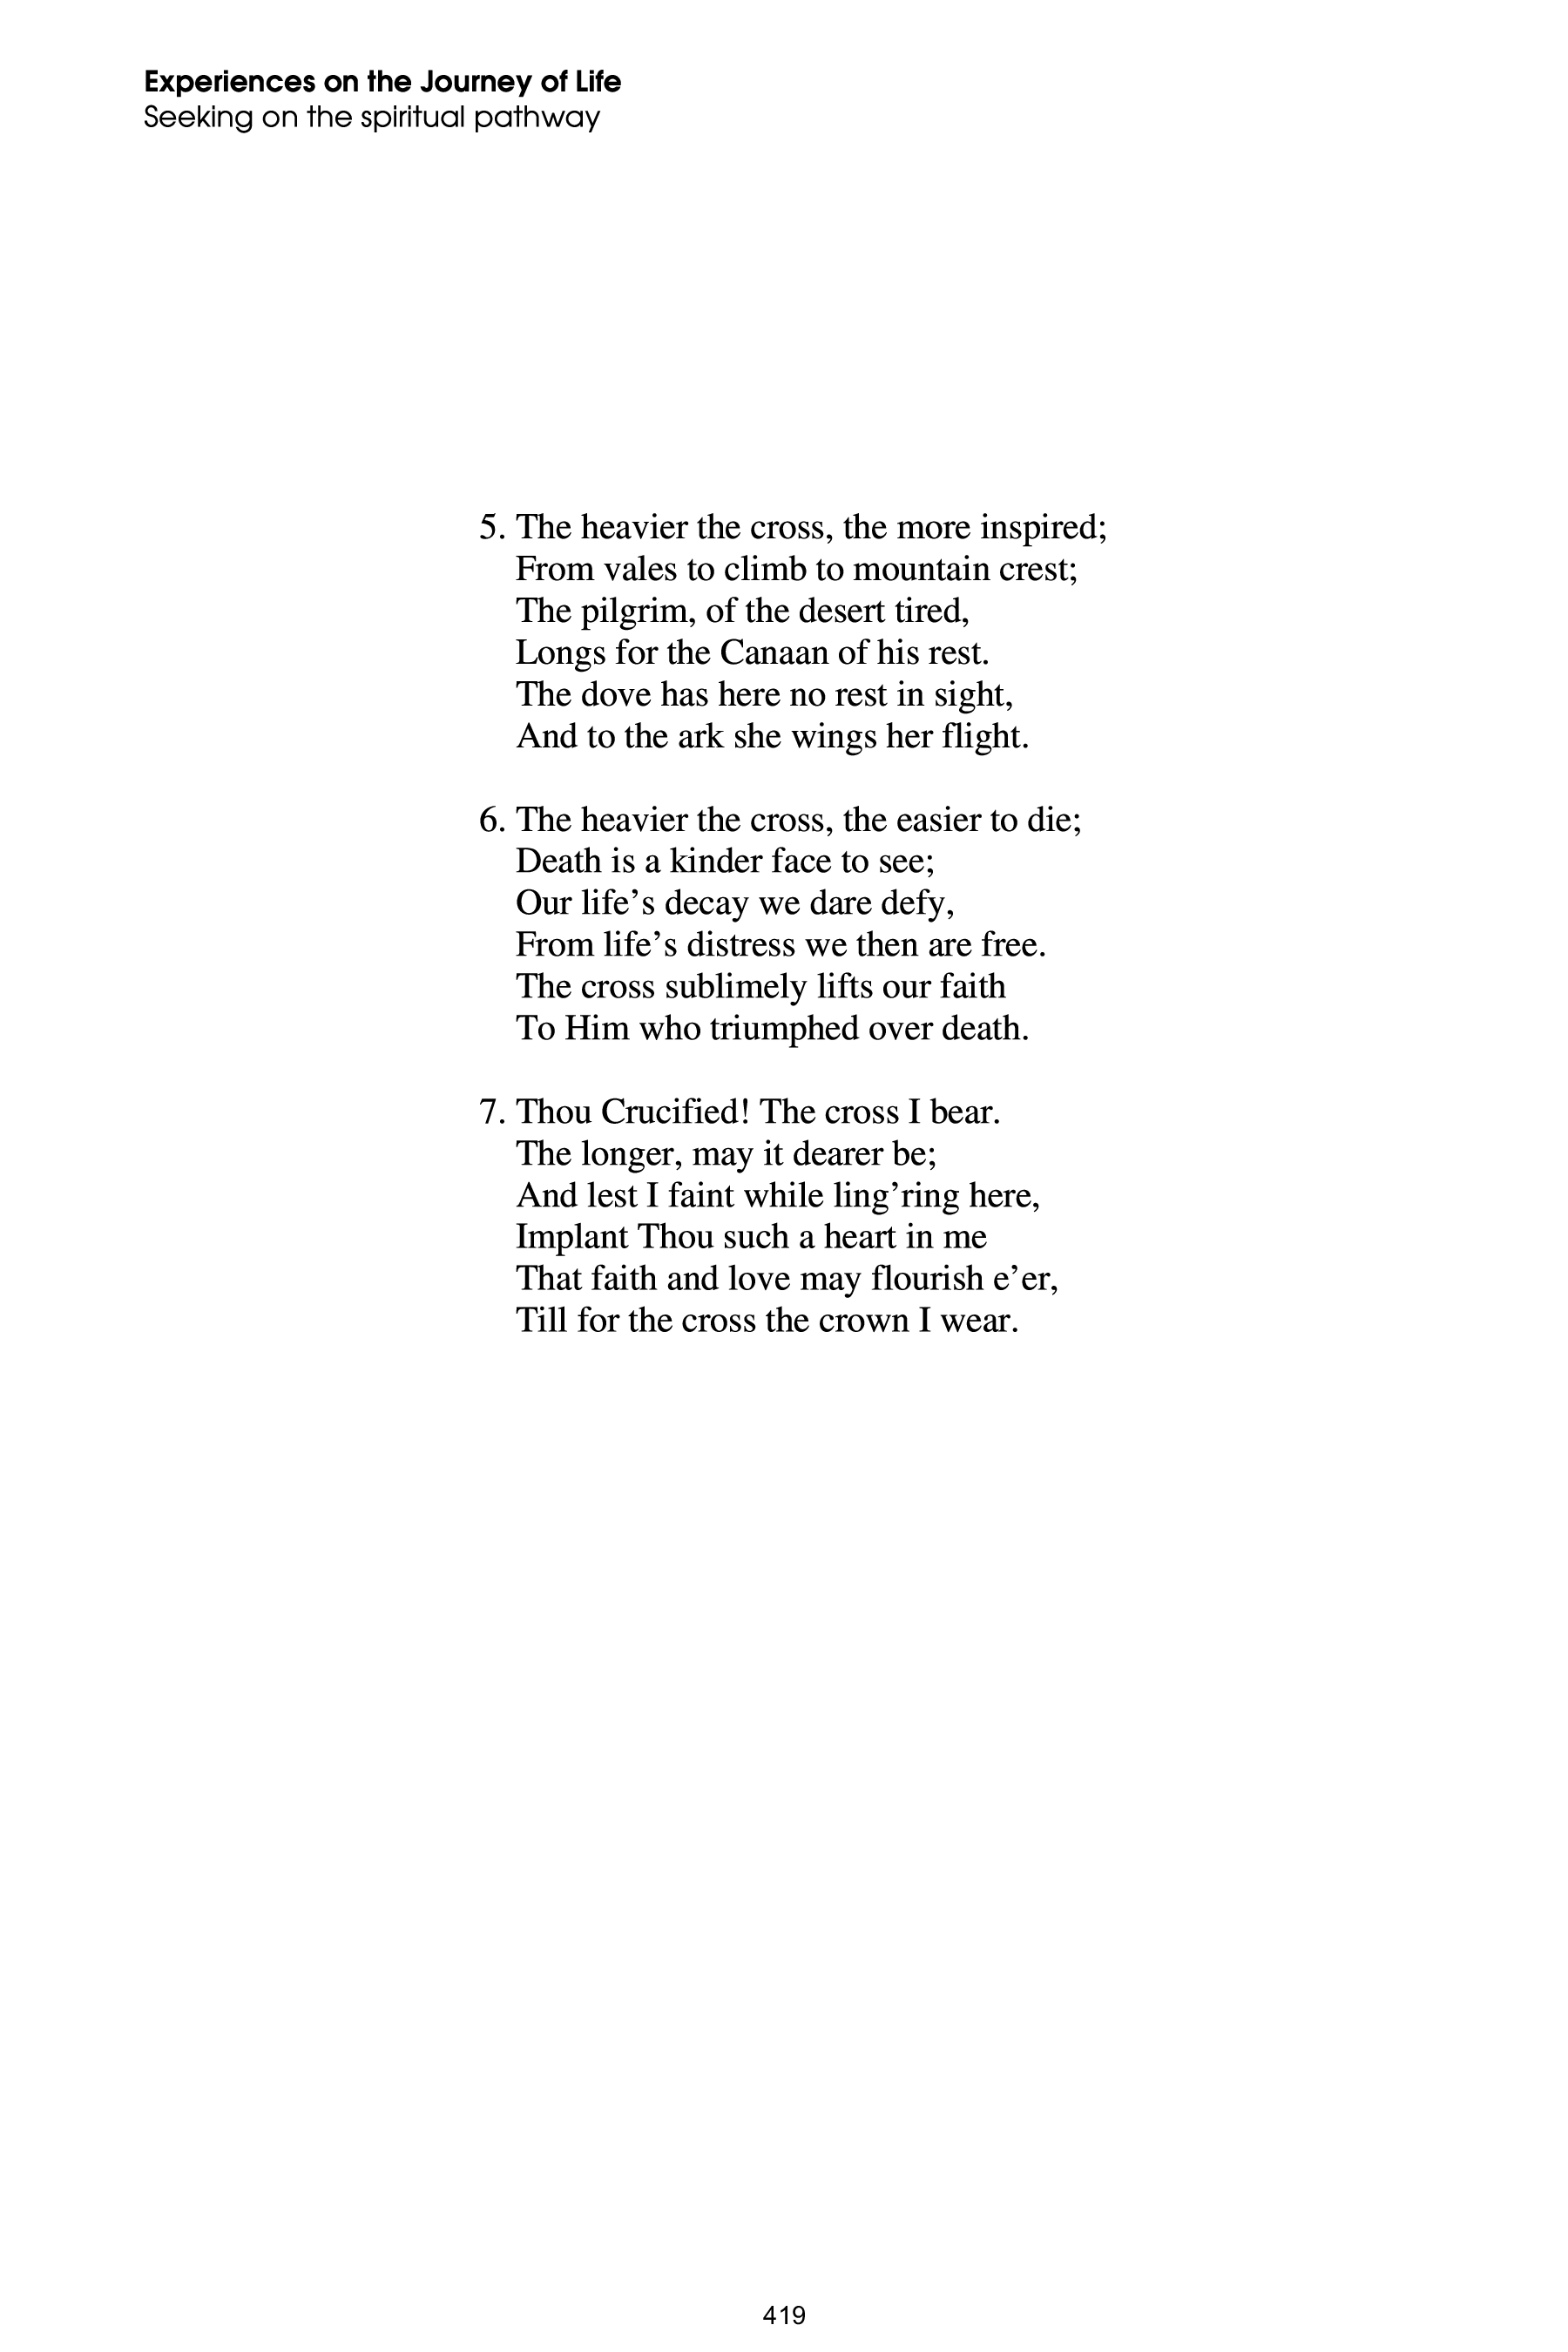 Experiences on the Journey of Life
Seeking on the spiritual pathway
5. The heavier the cross, the more inspired;
From vales to climb to mountain crest;
The pilgrim, of the desert tired,
Longs for the Canaan of his rest.
The dove has here no rest in sight,
And to the ark she wings her flight.
6. The heavier the cross, the easier to die;
Death is a kinder face to see;
Our life’s decay we dare defy,
From life’s distress we then are free.
The cross sublimely lifts our faith
To Him who triumphed over death.
7. Thou Crucified! The cross I bear.
The longer, may it dearer be;
And lest I faint while ling’ring here,
Implant Thou such a heart in me
That faith and love may flourish e’er,
Till for the cross the crown I wear.
419